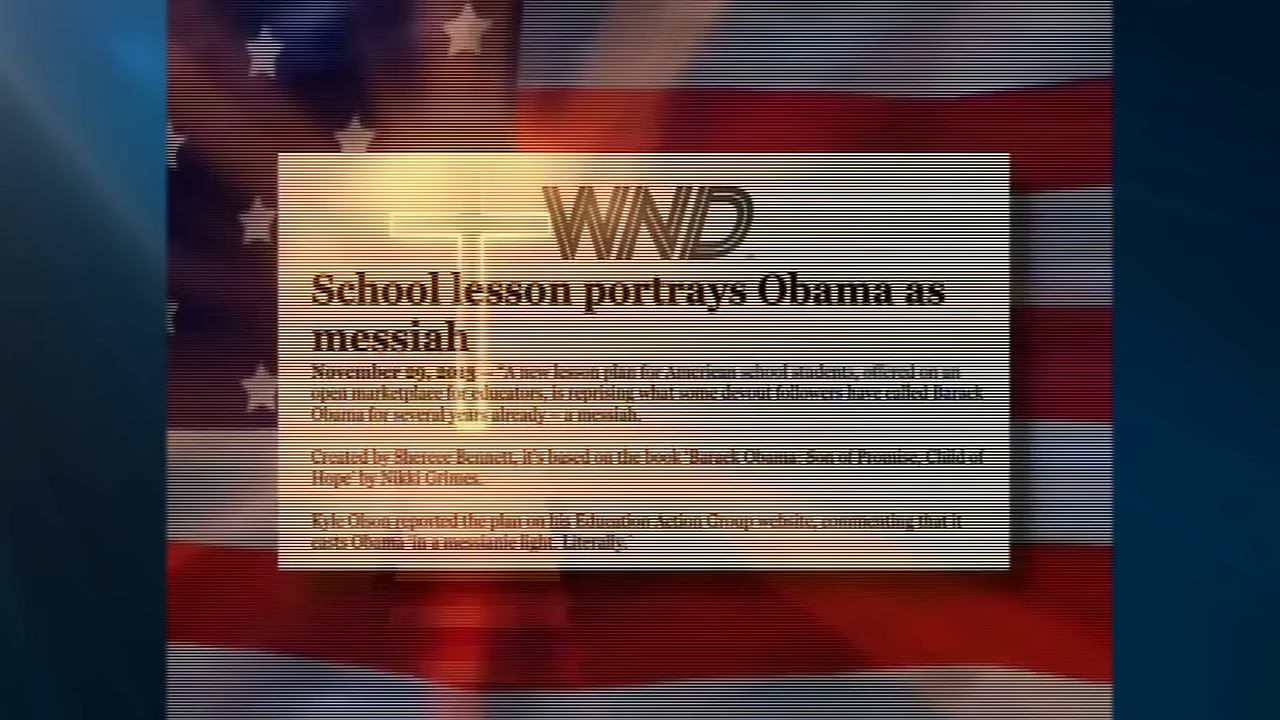 WND
School lesson portrays Obama as
messiah
November 29, 2013 – "A new lesson plan for American school students, offered on an
open marketplace for educators, is reprising what some devout followers have called Barack
Obama for several years already – a messiah.
Created by Sherece Bennett, it's based on the book 'Barack Obama: Son of Promise, Child of
Hope' by Nikki Grimes.
Kyle Olson reported the plan on his Education Action Group website, commenting that it
casts Obama 'in a messianic light. Literally.'